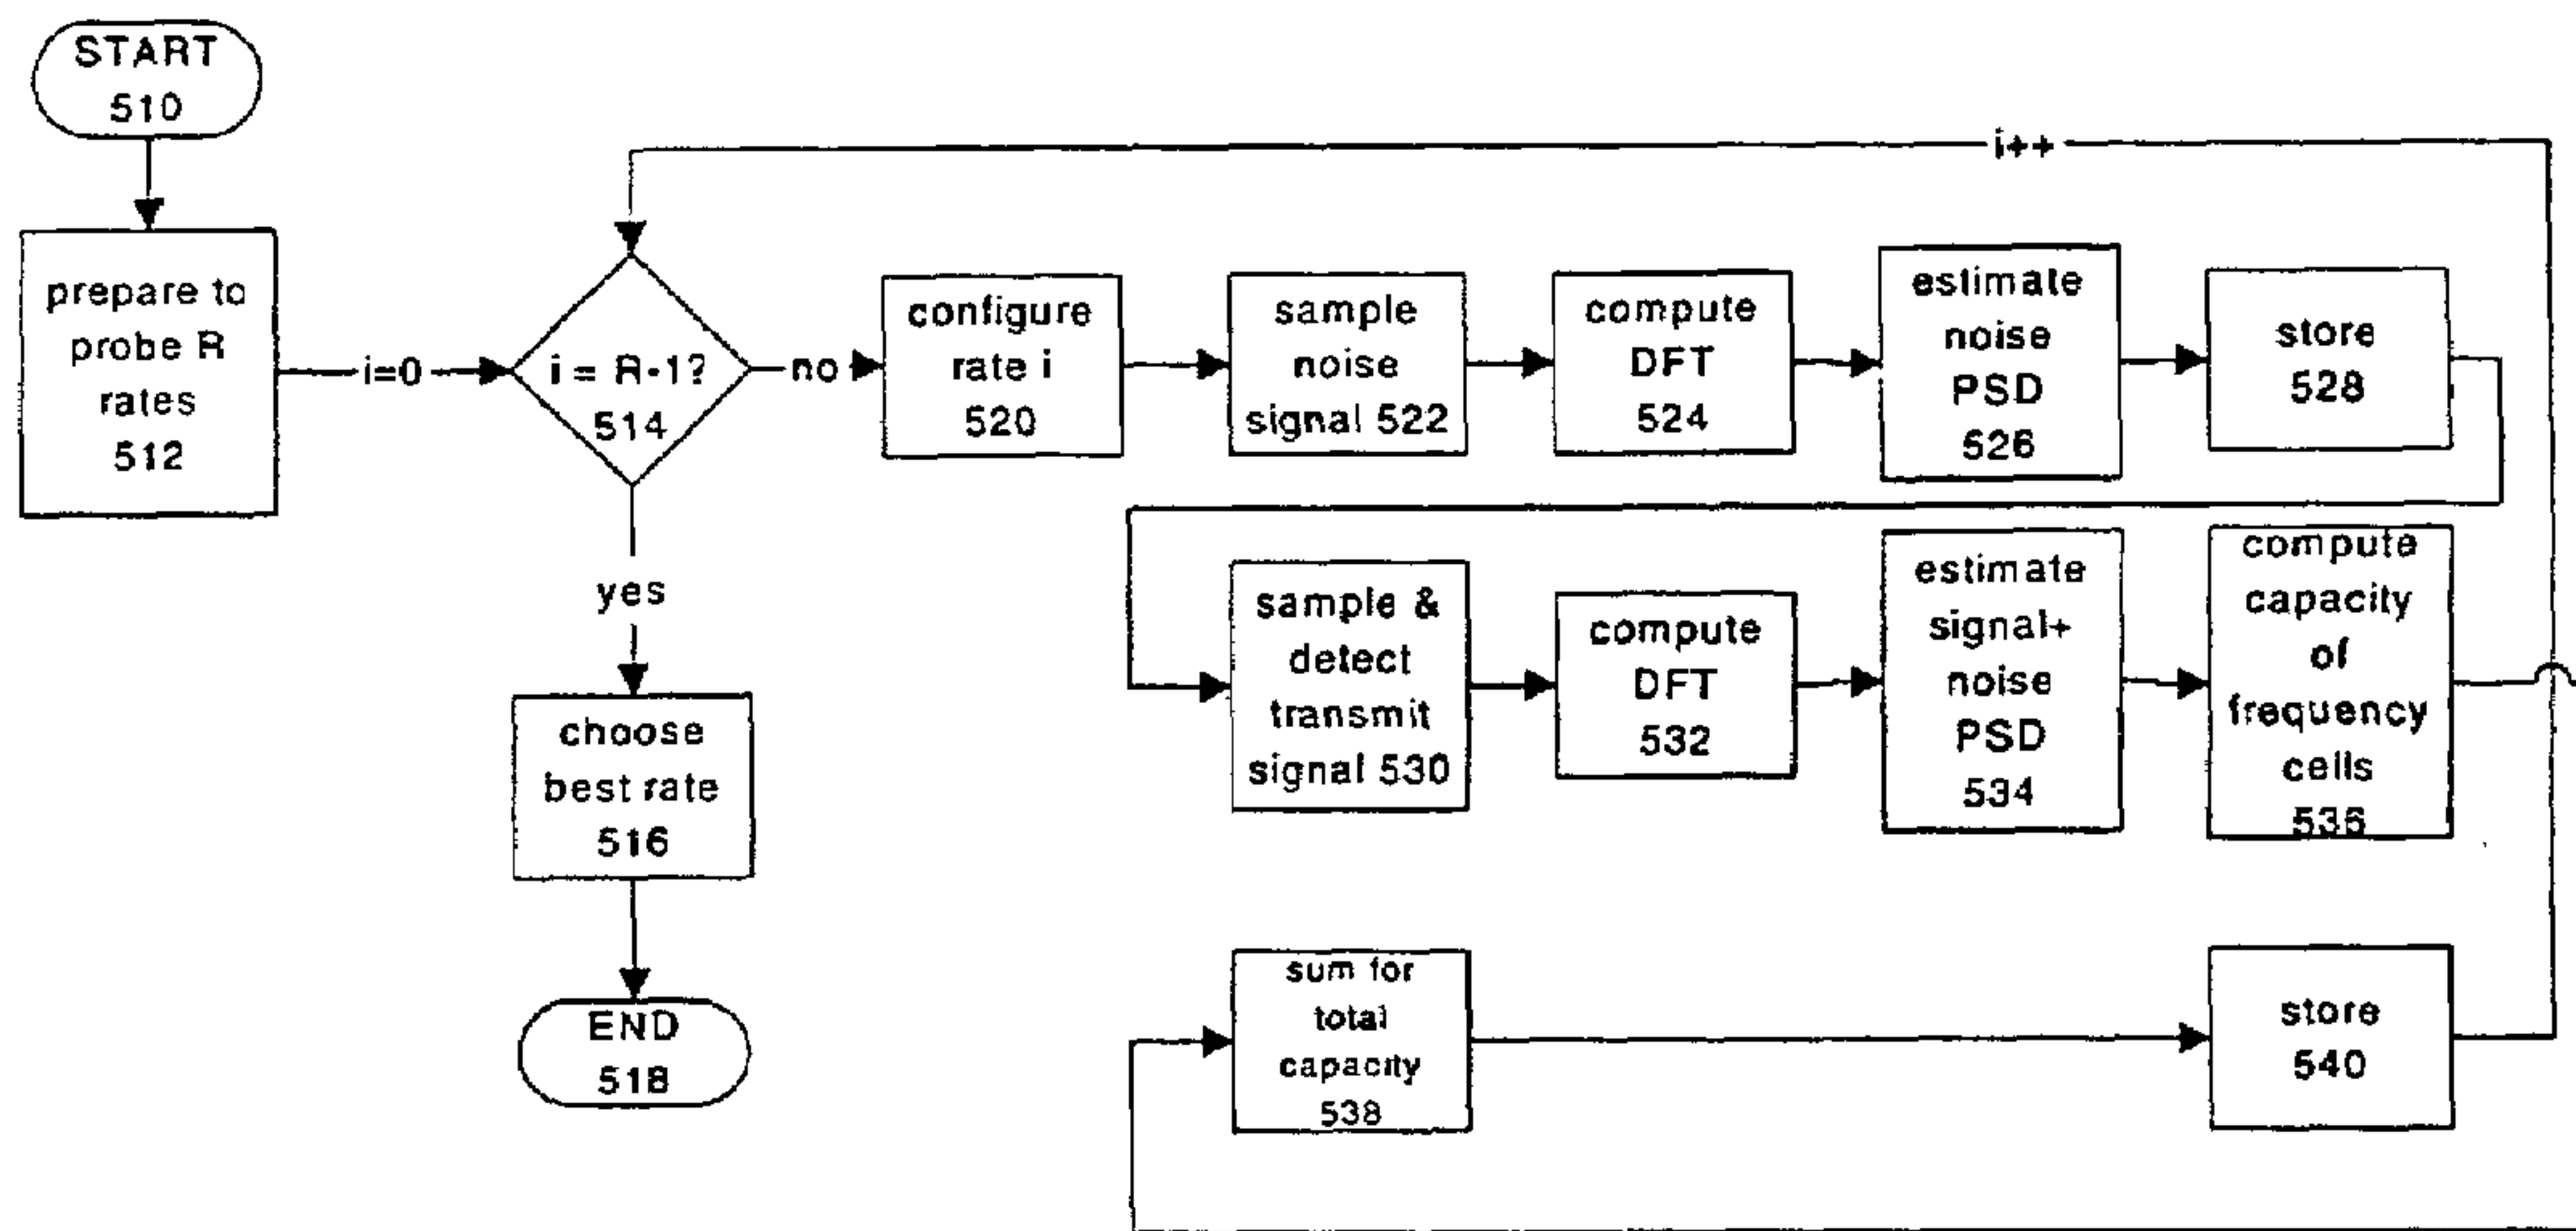 START
510
prepare to
probe R
rates
512
i=0
i = R-1?
514
no
yes
choose
best rate
516
END
518
i++
configure
rate i
520
sample
noise
signal 522
compute
DFT
524
estimate
noise
PSD
526
store
528
sample &
detect
transmit
signal 530
compute
DFT
532
estimate
signal+
noise
PSD
534
compute
capacity
of
frequency
cells
536
sum for
total
capacity
538
store
540